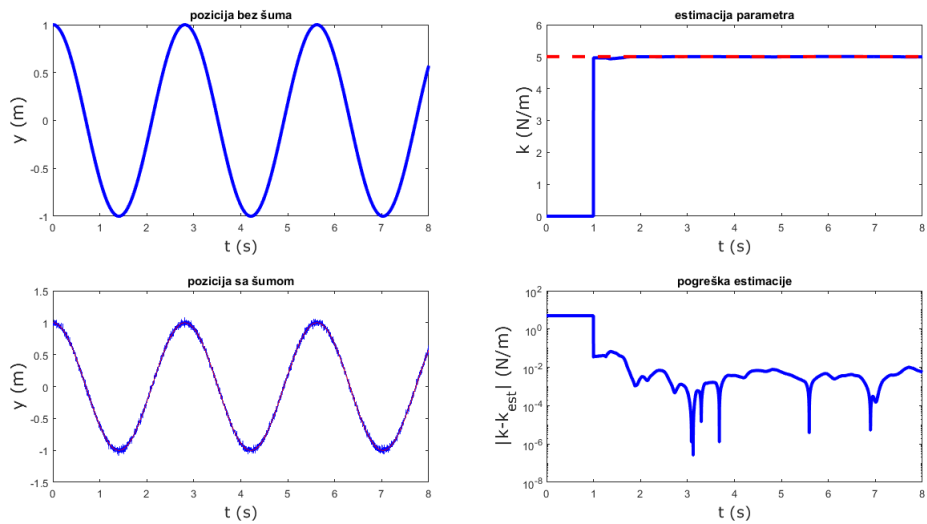 pozicija bez šuma
1
0.5
0
-0.5
-1
y (m)
0 1 2 3 4 5 6 7 8
t (s)
estimacija parametra
6
5
4
3
2
1
0
k (N/m)
0 1 2 3 4 5 6 7 8
t (s)
pozicija sa šumom
1.5
1
0.5
0
-0.5
-1
-1.5
y (m)
0 1 2 3 4 5 6 7 8
t (s)
pogreška estimacije
10^2
10^0
10^-2
10^-4
10^-6
10^-8
|k-k_est| (N/m)
0 1 2 3 4 5 6 7 8
t (s)